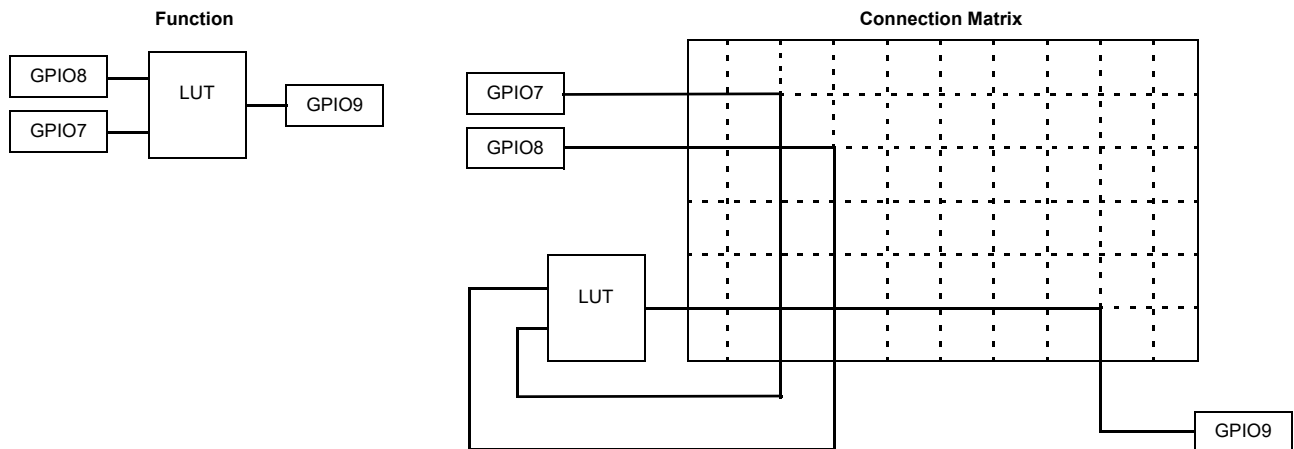 Function
GPIO8
GPIO7
LUT
GPIO9
Connection Matrix
GPIO7
GPIO8
LUT
GPIO9